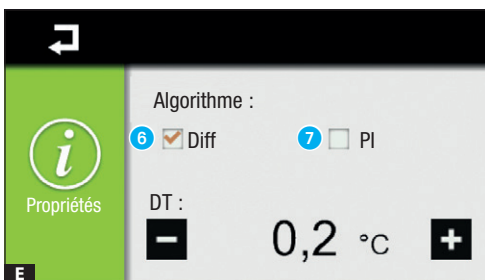 Algorithme :
6 Diff 7 PI
i
Propriétés
DT :
- 0,2 °C +
E